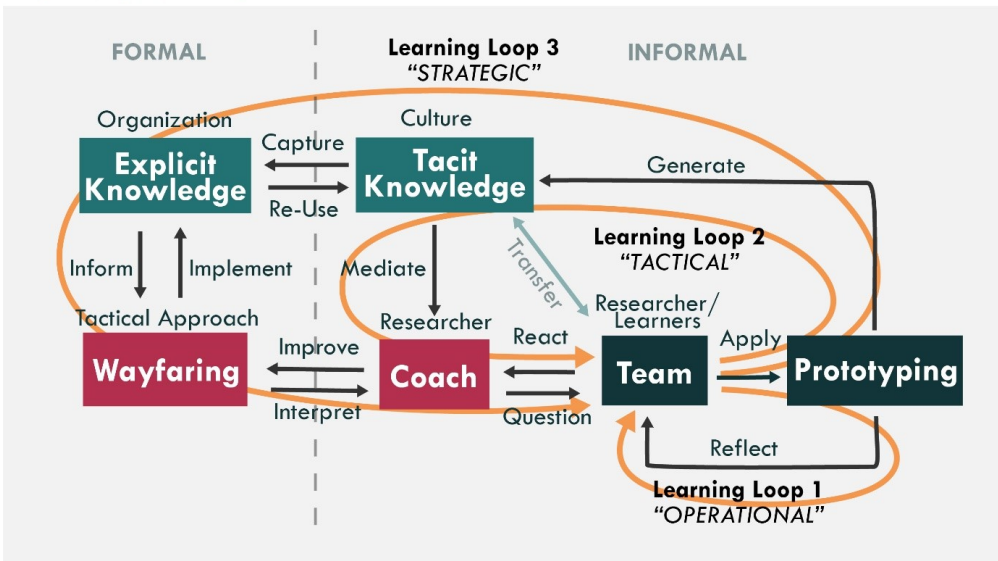 FORMAL
Learning Loop 3
"STRATEGIC"
INFORMAL
Organization
Explicit
Knowledge
Capture
Re-Use
Culture
Tacit
Knowledge
Generate
Inform
Implement
Mediate
Transfer
Learning Loop 2
"TACTICAL"
Tactical Approach
Wayfaring
Improve
Interpret
Researcher
Coach
React
Question
Researcher/
Learners
Team
Apply
Prototyping
Reflect
Learning Loop 1
"OPERATIONAL"